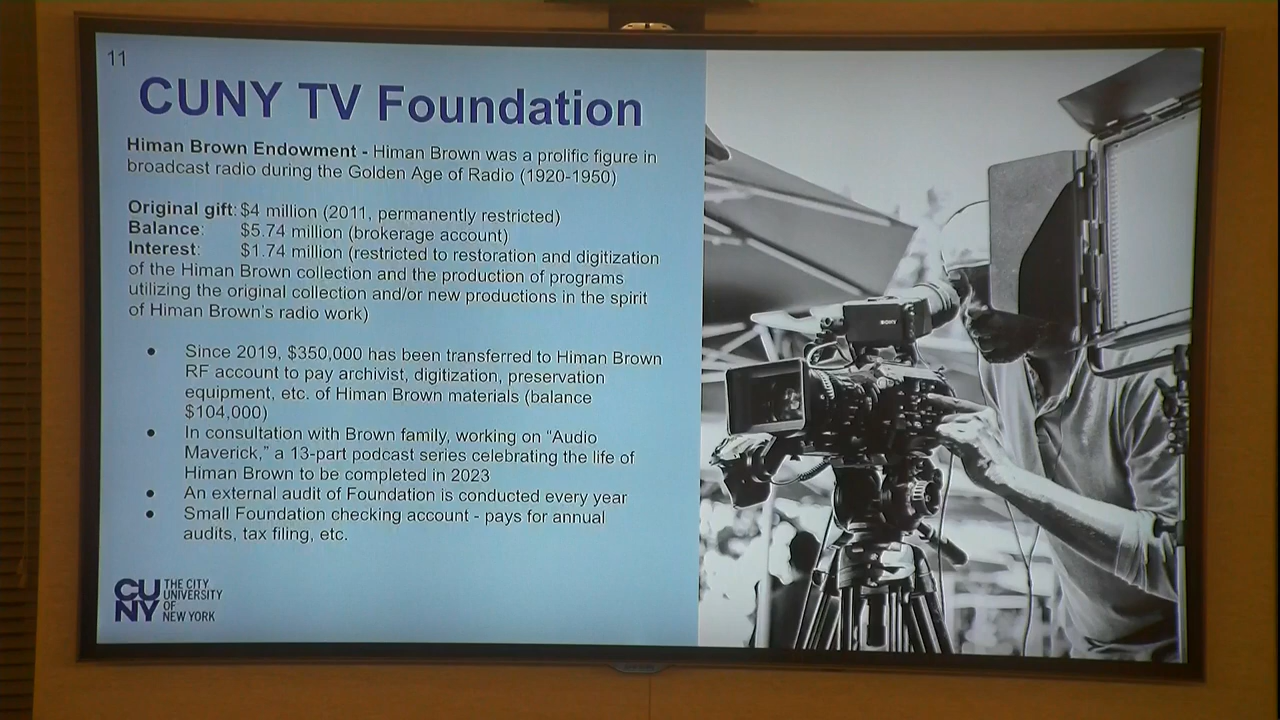 11
CUNY TV Foundation
Himan Brown Endowment - Himan Brown was a prolific figure in
broadcast radio during the Golden Age of Radio (1920-1950)
Original gift: $4 million (2011, permanently restricted)
Balance: $5.74 million (brokerage account)
Interest: $1.74 million (restricted to restoration and digitization
of the Himan Brown collection and the production of programs
utilizing the original collection and/or new productions in the spirit
of Himan Brown's radio work)
• Since 2019, $350,000 has been transferred to Himan Brown
RF account to pay archivist, digitization, preservation
equipment, etc. of Himan Brown materials (balance
$104,000)
• In consultation with Brown family, working on “Audio
Maverick,” a 13-part podcast series celebrating the life of
Himan Brown to be completed in 2023
• An external audit of Foundation is conducted every year
• Small Foundation checking account - pays for annual
audits, tax filing, etc.
CU
NY
THE CITY
UNIVERSITY
OF
NEW YORK
SONY